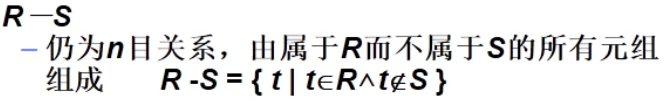 R－S
– 仍为n目关系，由属于R而不属于S的所有元组
组成 R -S = { t | t∈R∧t∉S }